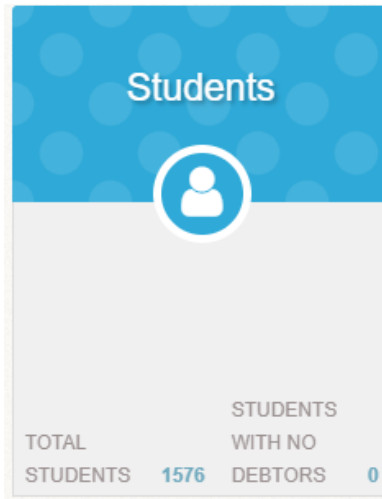 Students
TOTAL
STUDENTS 1576
STUDENTS
WITH NO
DEBTORS 0